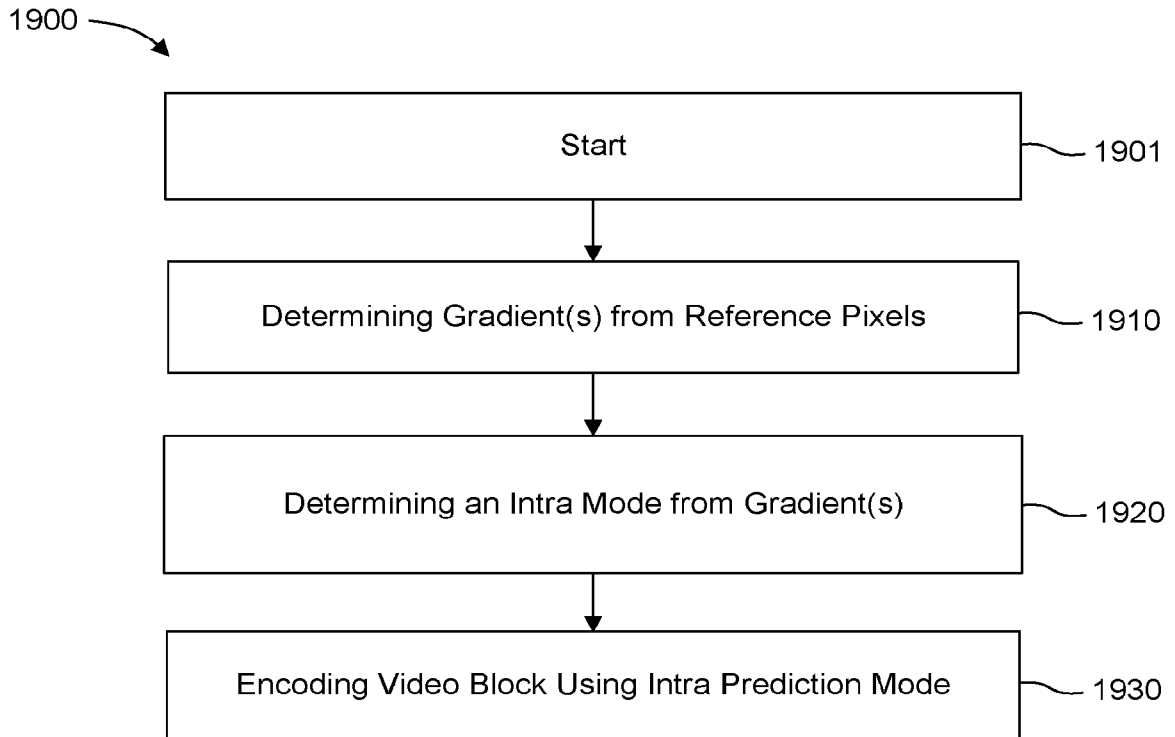 1900
Start
1901
Determining Gradient(s) from Reference Pixels
1910
Determining an Intra Mode from Gradient(s)
1920
Encoding Video Block Using Intra Prediction Mode
1930